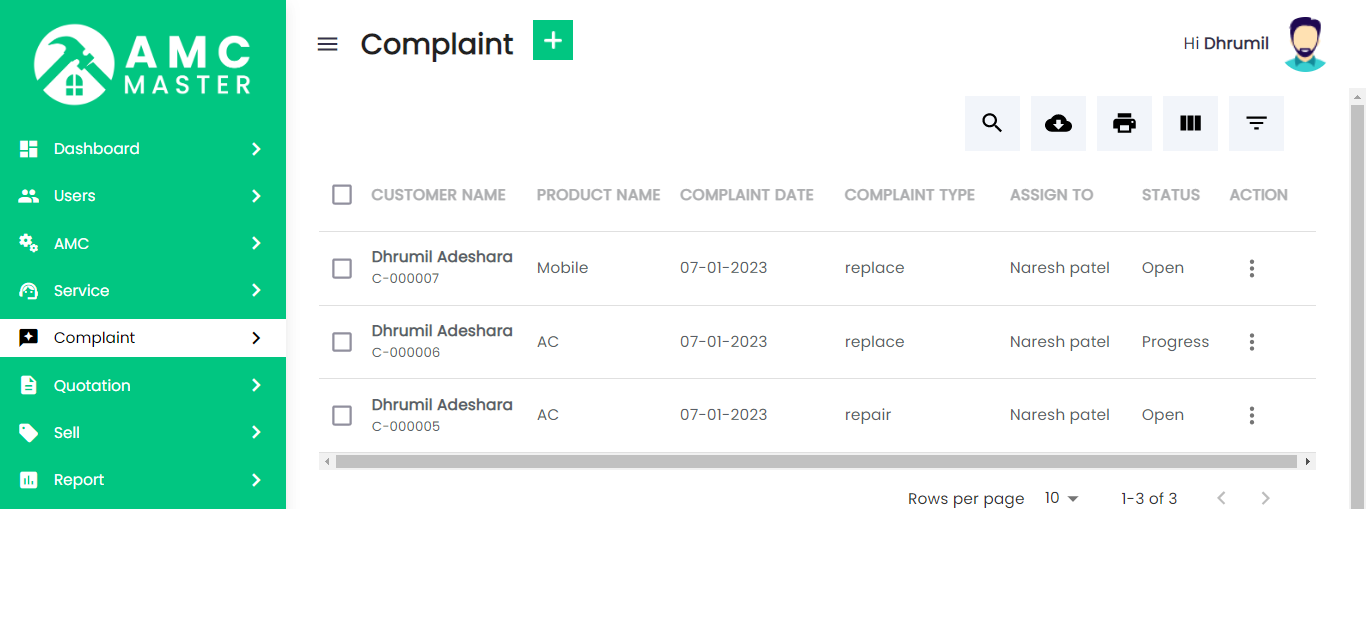 AMC
MASTER
Dashboard
Users
AMC
Service
Complaint
Quotation
Sell
Report
Complaint
Hi Dhrumil
CUSTOMER NAME PRODUCT NAME COMPLAINT DATE COMPLAINT TYPE ASSIGN TO STATUS ACTION
Dhrumil Adeshara
C-000007 Mobile 07-01-2023 replace Naresh patel Open
Dhrumil Adeshara
C-000006 AC 07-01-2023 replace Naresh patel Progress
Dhrumil Adeshara
C-000005 AC 07-01-2023 repair Naresh patel Open
Rows per page 10 1-3 of 3